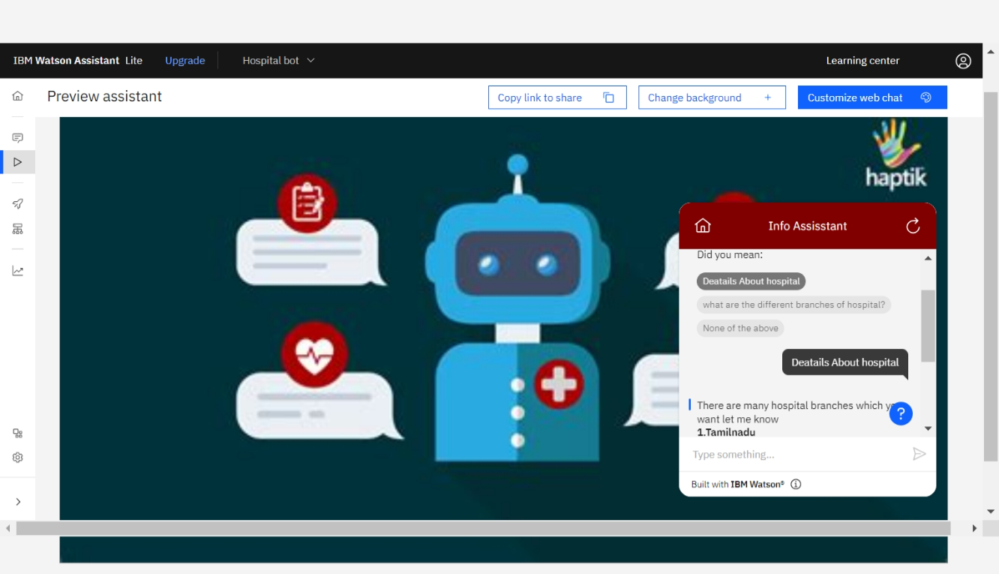 IBM Watson Assistant Lite Upgrade Hospital bot Learning center
Preview assistant Copy link to share Change background + Customize web chat
haptik
Info Assisstant
Did you mean:
Deatails About hospital
what are the different branches of hospital?
None of the above
Deatails About hospital
There are many hospital branches which
want let me know
1.Tamilnadu
?
Type something...
Built with IBM Watson®